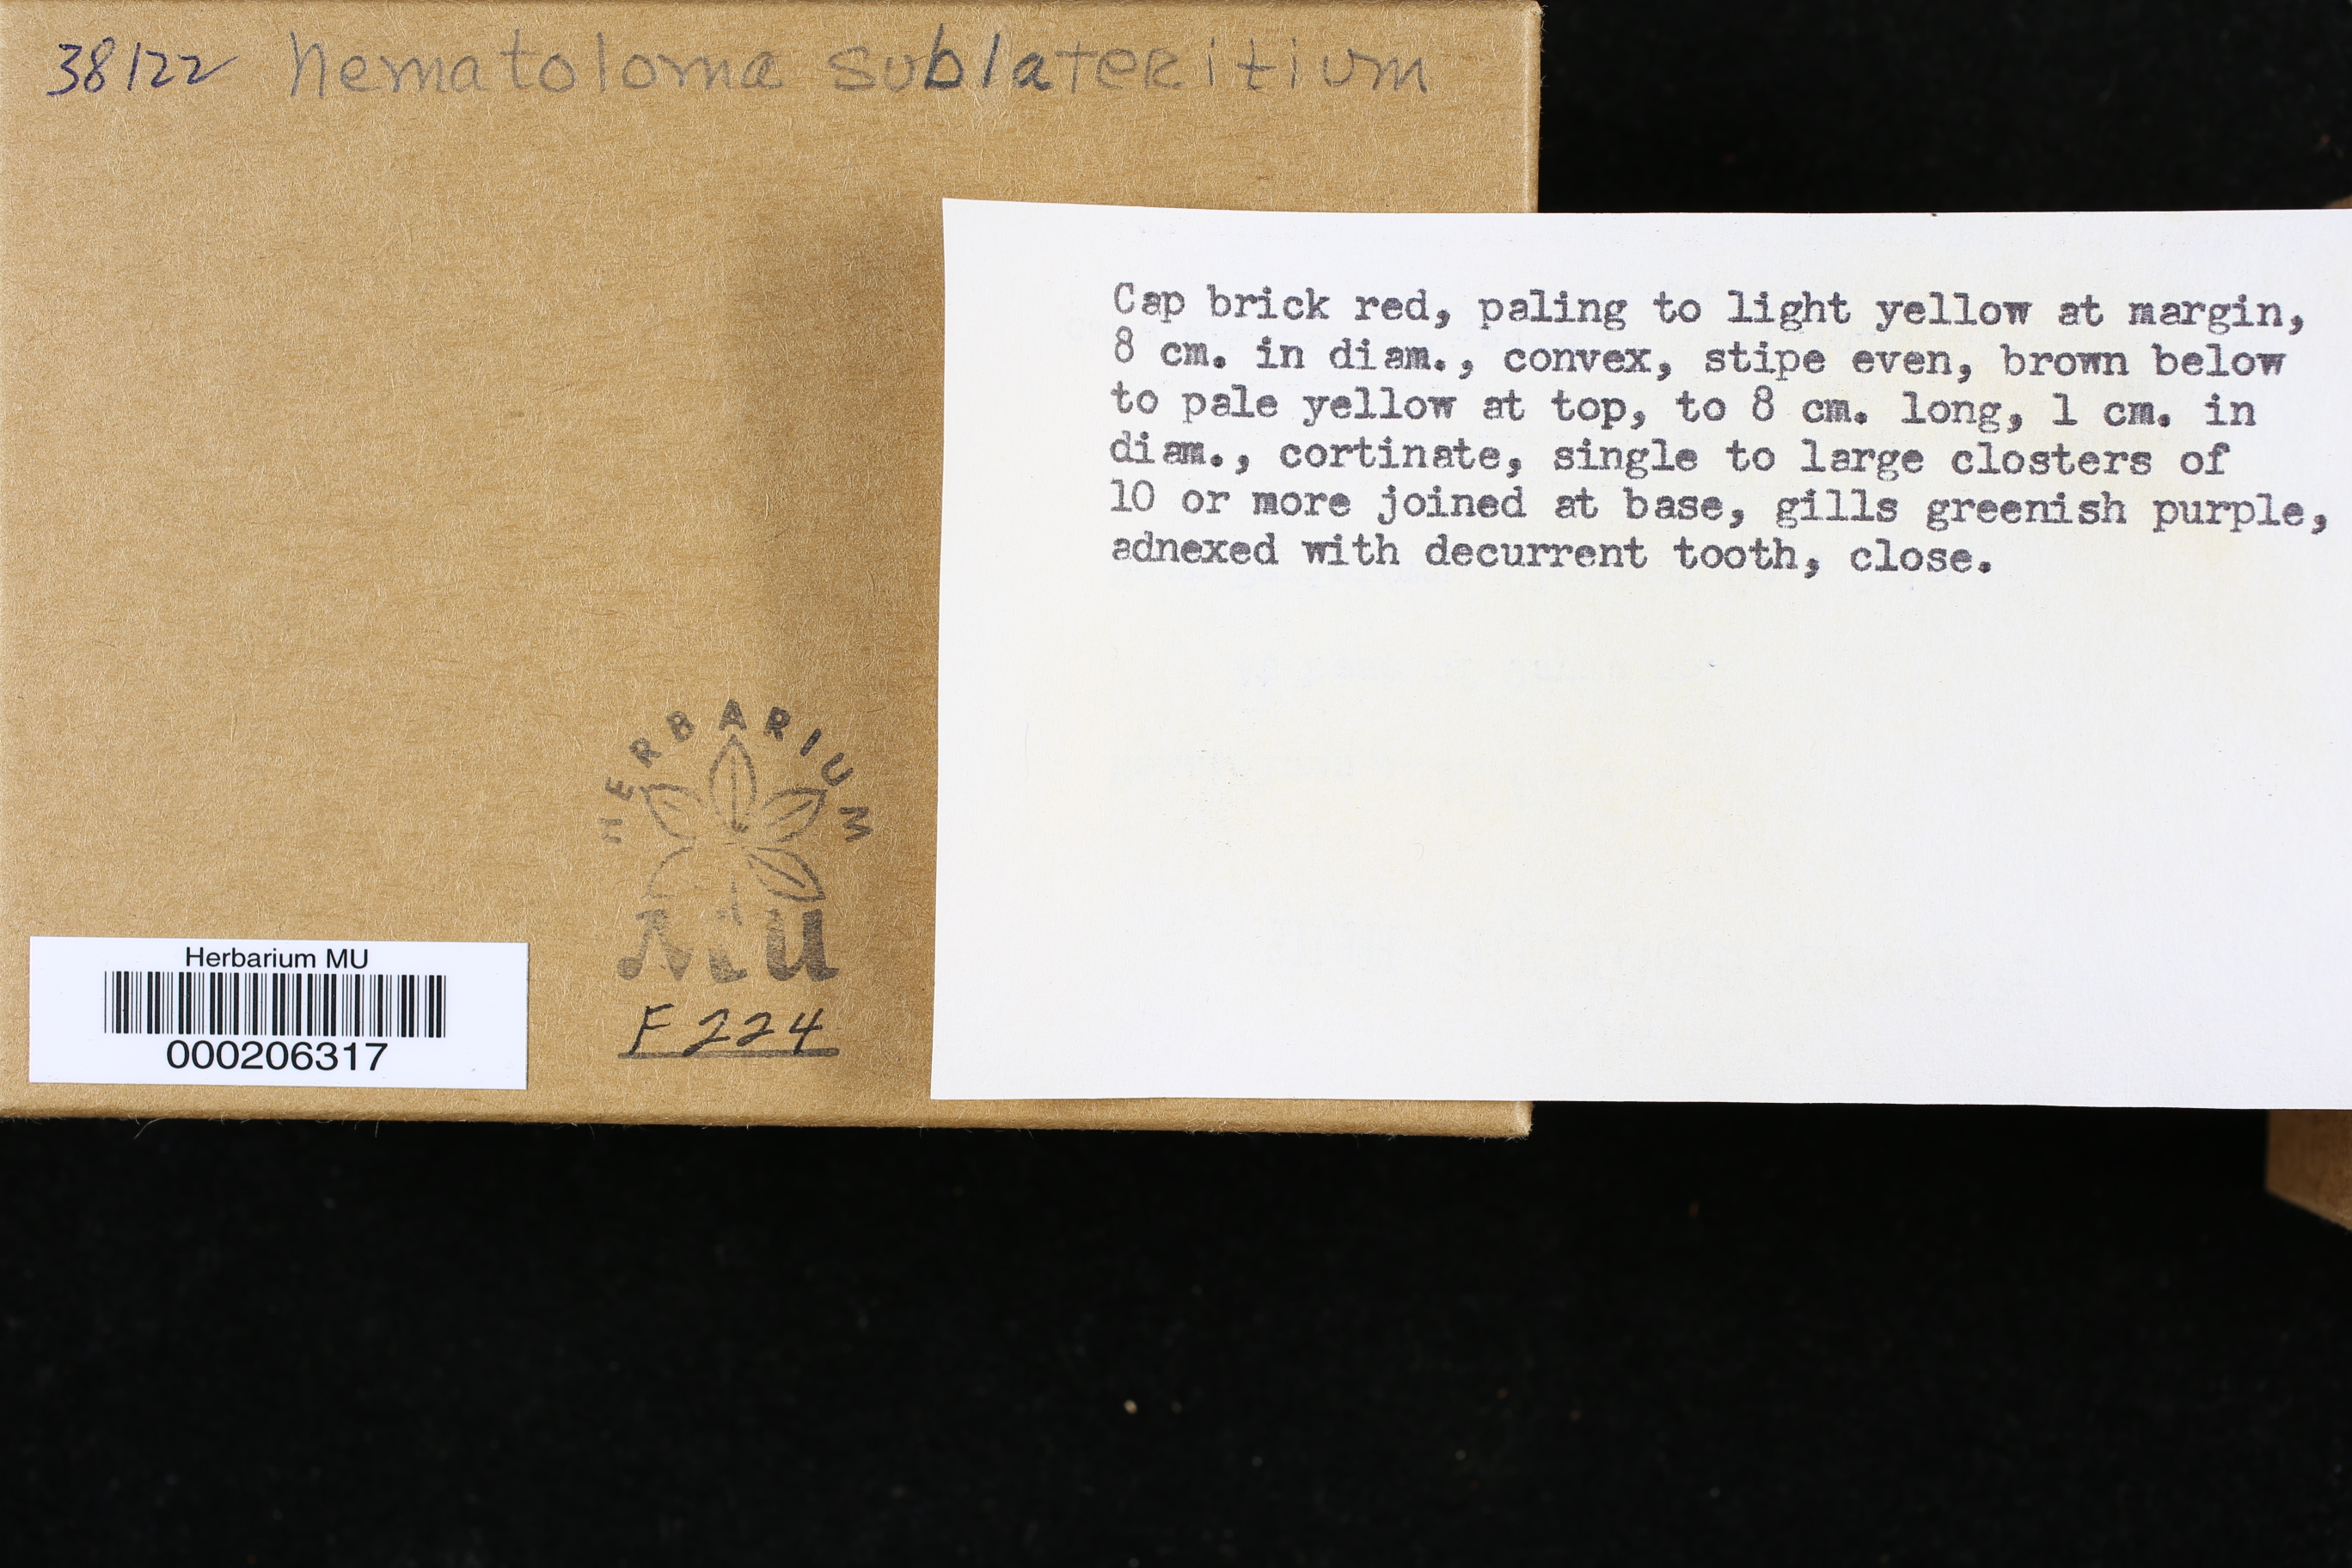 38122 Nematoloma sublateritium
Cap brick red, paling to light yellow at margin,
8 cm. in diam., convex, stipe even, brown below
to pale yellow at top, to 8 cm. long, 1 cm. in
diam., cortinate, single to large closters of
10 or more joined at base, gills greenish purple,
adnexed with decurrent tooth, close.
HERBARIUM
MU
F 224
Herbarium MU
000206317